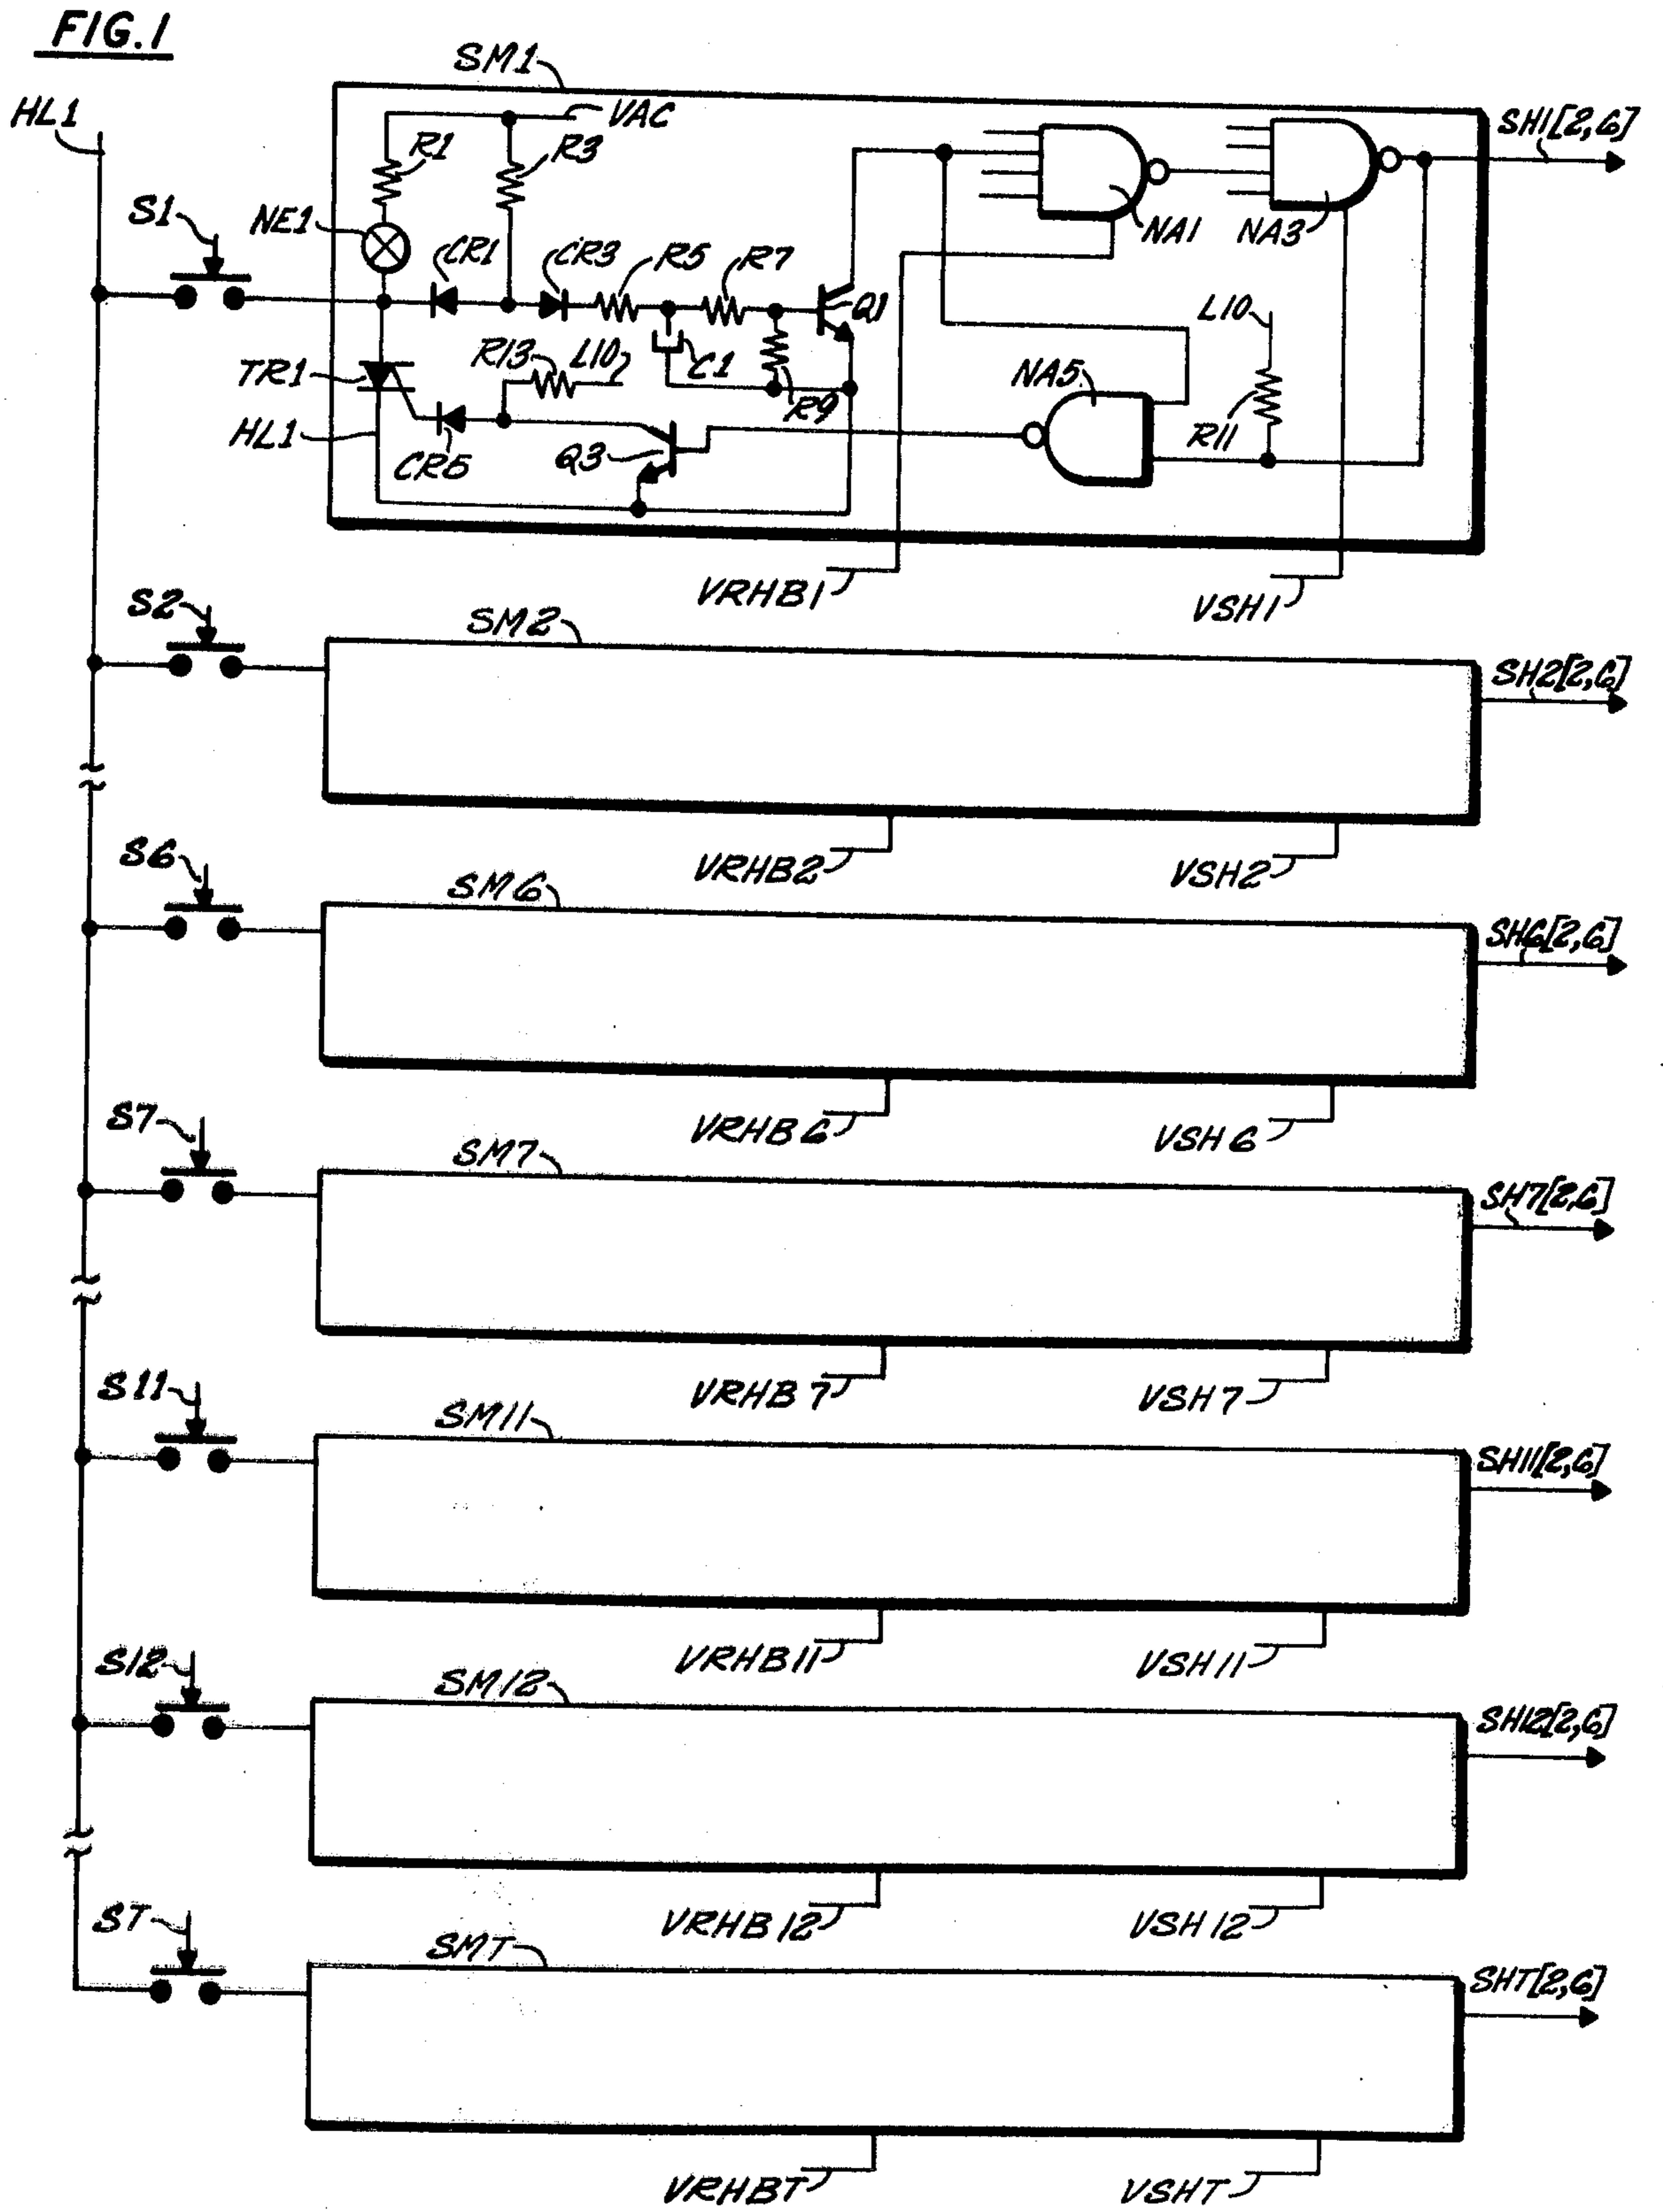 FIG.1
SM1
HL1
VAC
SH1[2,6]
R1
R3
S1
NE1
CR1
CR3
R5
R7
Q1
NA1
NA3
L10
R13
L10
C1
TR1
R9
NA5
R11
HL1
CR5
Q3
VRHB1
VSH1
S2
SM2
SH2[2,6]
VRHB2
VSH2
S6
SM6
SH6[2,6]
VRHB6
VSH6
S7
SM7
SH7[2,6]
VRHB7
VSH7
S11
SM11
SH11[2,6]
VRHB11
VSH11
S12
SM12
SH12[2,6]
VRHB12
VSH12
ST
SMT
SHT[2,6]
VRHBT
VSHT